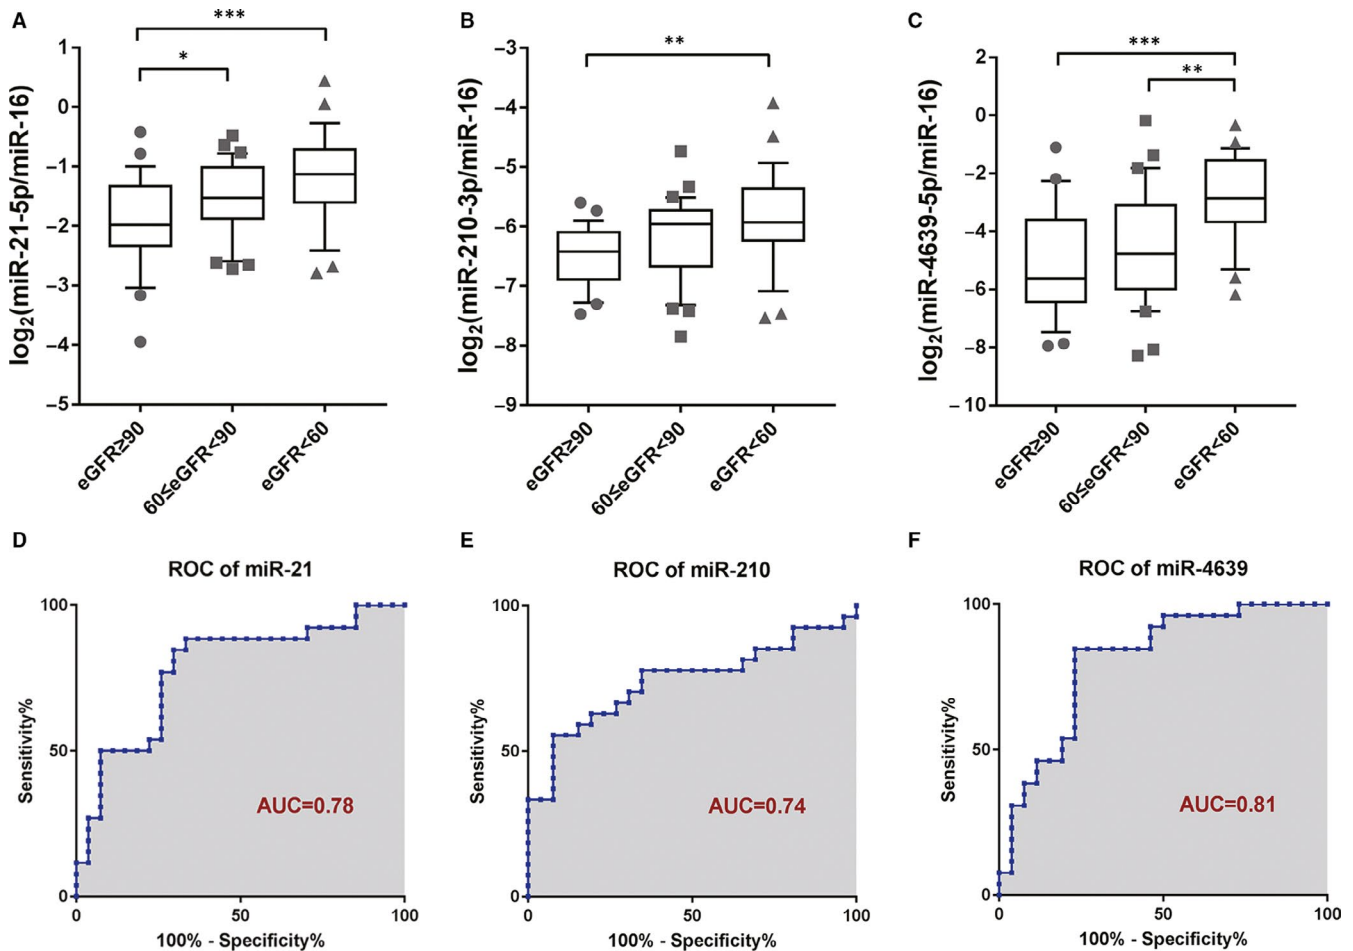 A
***
*
log2(miR-21-5p/miR-16)
1
0
–1
–2
–3
–4
–5
eGFR≥90
60≤eGFR<90
eGFR<60
B
**
log2(miR-210-3p/miR-16)
–3
–4
–5
–6
–7
–8
–9
eGFR≥90
60≤eGFR<90
eGFR<60
C
***
**
log2(miR-4639-5p/miR-16)
2
0
–2
–4
–6
–8
–10
eGFR≥90
60≤eGFR<90
eGFR<60
D
ROC of miR-21
Sensitivity%
100
50
0
AUC=0.78
0 50 100
100% - Specificity%
E
ROC of miR-210
Sensitivity%
100
50
0
AUC=0.74
0 50 100
100% - Specificity%
F
ROC of miR-4639
Sensitivity%
100
50
0
AUC=0.81
0 50 100
100% - Specificity%